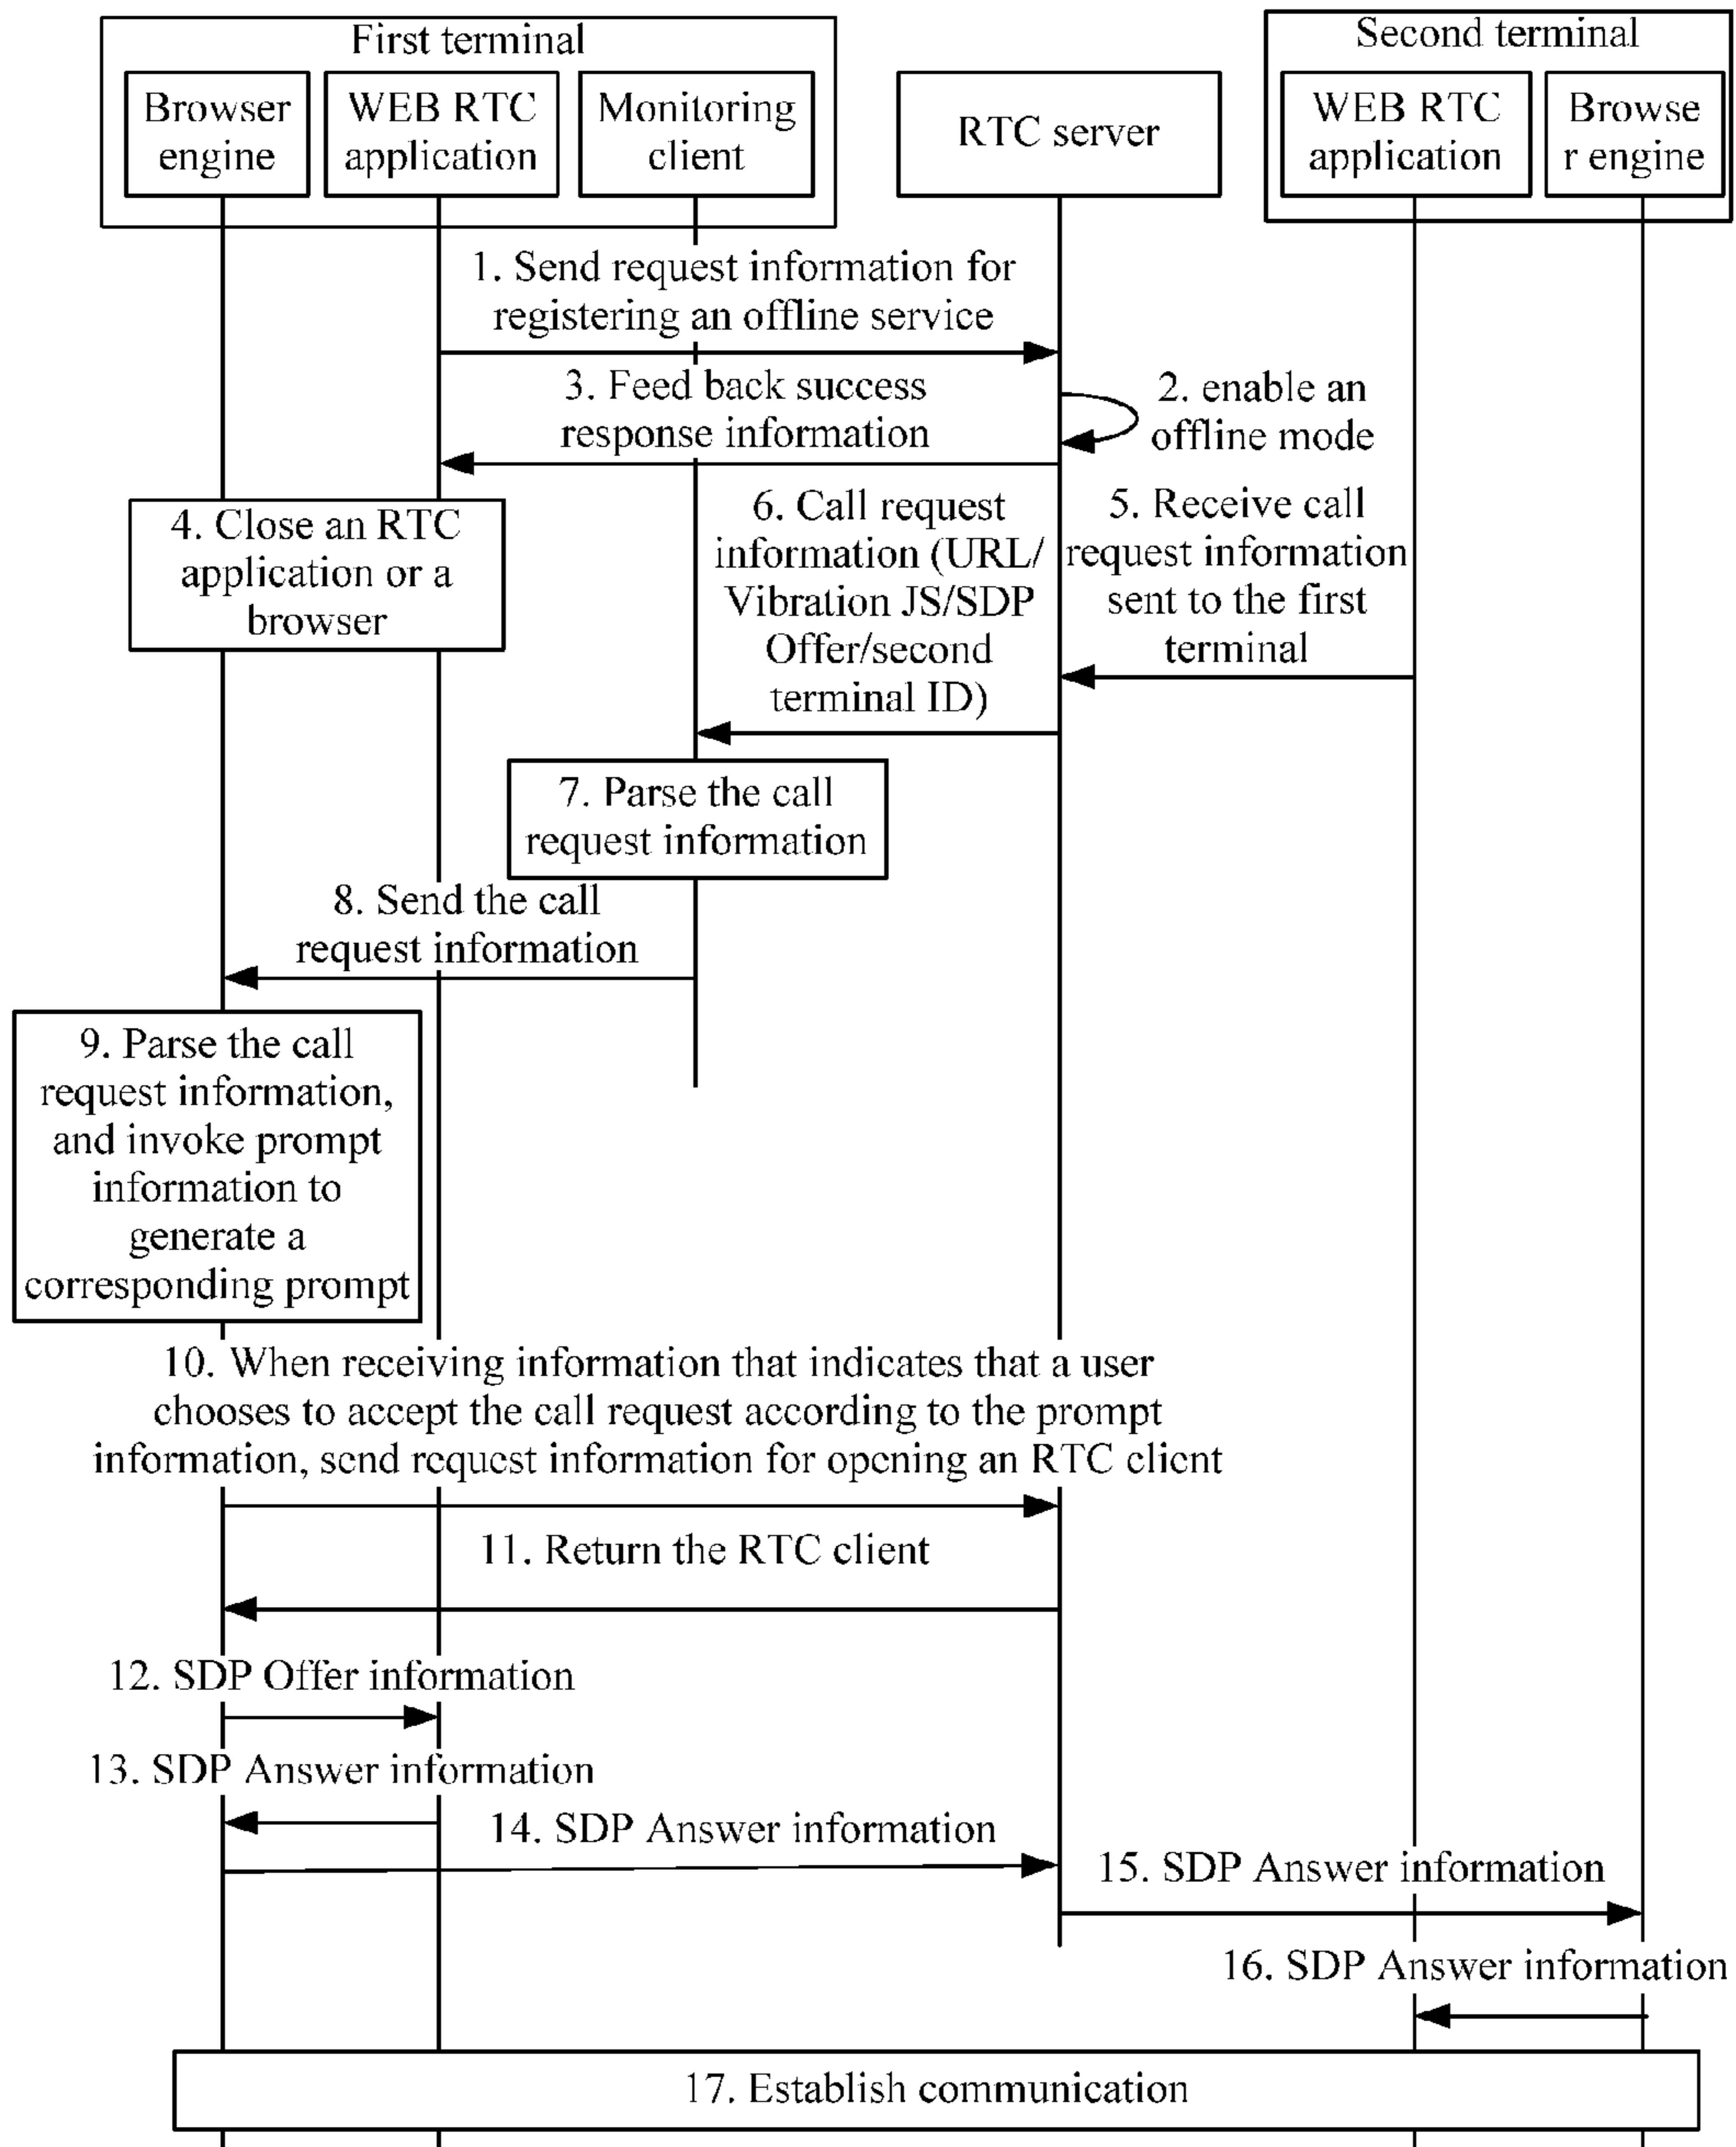 First terminal
Second terminal
Browser
engine
WEB RTC
application
Monitoring
client
RTC server
WEB RTC
application
Browse
r engine
1. Send request information for
registering an offline service
2. enable an
offline mode
3. Feed back success
response information
4. Close an RTC
application or a
browser
5. Receive call
request information
sent to the first
terminal
6. Call request
information (URL/
Vibration JS/SDP
Offer/second
terminal ID)
7. Parse the call
request information
8. Send the call
request information
9. Parse the call
request information,
and invoke prompt
information to
generate a
corresponding prompt
10. When receiving information that indicates that a user
chooses to accept the call request according to the prompt
information, send request information for opening an RTC client
11. Return the RTC client
12. SDP Offer information
13. SDP Answer information
14. SDP Answer information
15. SDP Answer information
16. SDP Answer information
17. Establish communication